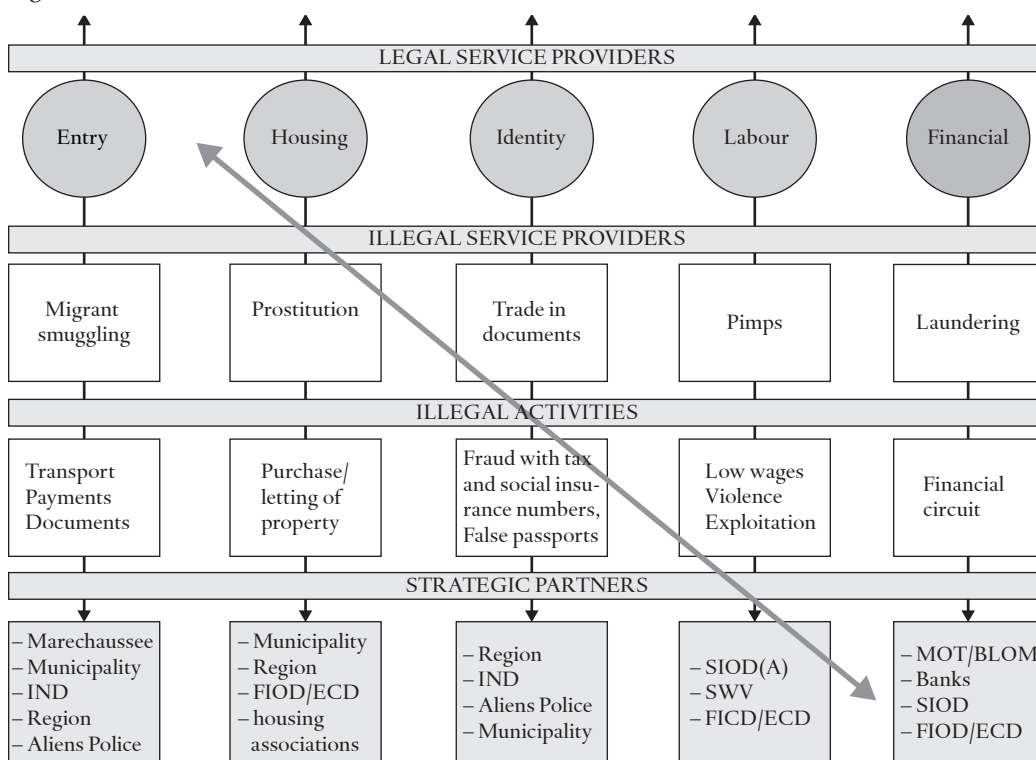 LEGAL SERVICE PROVIDERS
Entry
Housing
Identity
Labour
Financial
ILLEGAL SERVICE PROVIDERS
Migrant
smuggling
Prostitution
Trade in
documents
Pimps
Laundering
ILLEGAL ACTIVITIES
Transport
Payments
Documents
Purchase/
letting of
property
Fraud with tax
and social insu-
rance numbers,
False passports
Low wages
Violence
Exploitation
Financial
circuit
STRATEGIC PARTNERS
– Marechaussee
– Municipality
– IND
– Region
– Aliens Police
– Municipality
– Region
– FIOD/ECD
– housing
associations
– Region
– IND
– Aliens Police
– Municipality
– SIOD(A)
– SWV
– FICD/ECD
– MOT/BLOM
– Banks
– SIOD
– FIOD/ECD